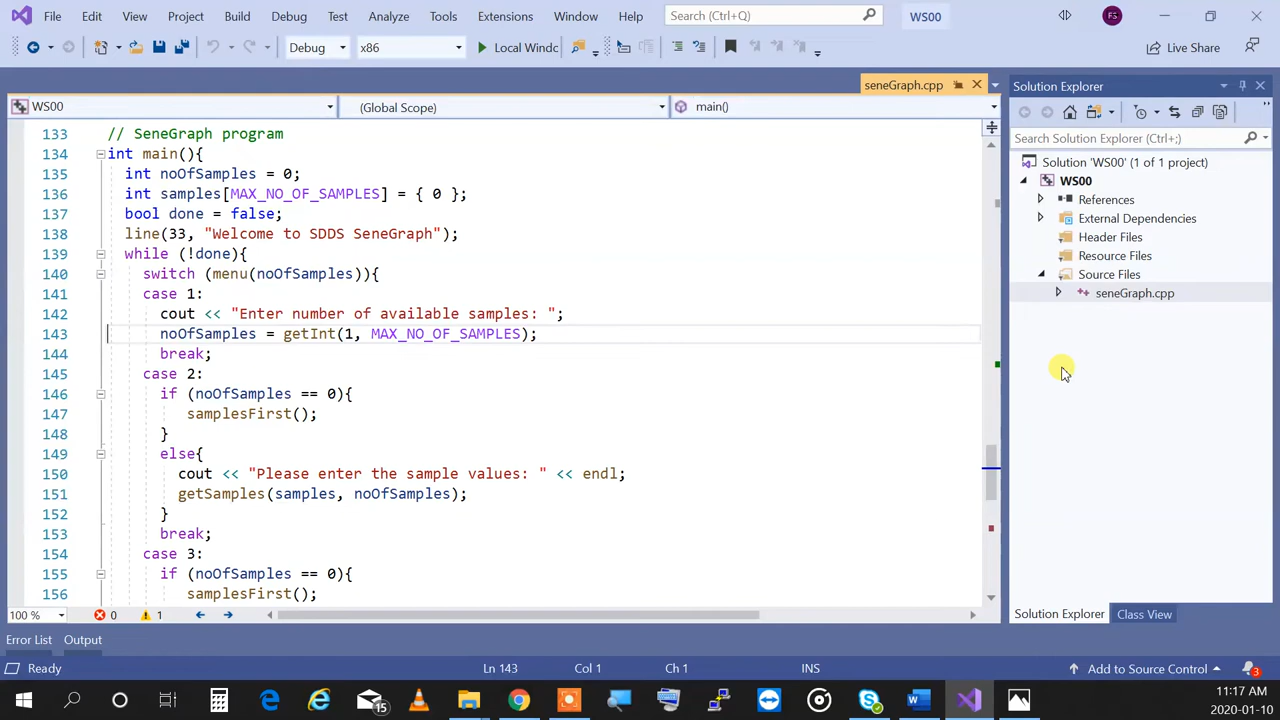 File Edit View Project Build Debug Test Analyze Tools Extensions Window Help Search (Ctrl+Q) WS00 FS
Debug x86 Local Windc Live Share
seneGraph.cpp
WS00 (Global Scope) main()
133 // SeneGraph program
134 int main(){
135 int noOfSamples = 0;
136 int samples[MAX_NO_OF_SAMPLES] = { 0 };
137 bool done = false;
138 line(33, "Welcome to SDDS SeneGraph");
139 while (!done){
140 switch (menu(noOfSamples)){
141 case 1:
142 cout << "Enter number of available samples: ";
143 noOfSamples = getInt(1, MAX_NO_OF_SAMPLES);
144 break;
145 case 2:
146 if (noOfSamples == 0){
147 samplesFirst();
148 }
149 else{
150 cout << "Please enter the sample values: " << endl;
151 getSamples(samples, noOfSamples);
152 }
153 break;
154 case 3:
155 if (noOfSamples == 0){
156 samplesFirst();
100 % 0 1
Error List Output
Solution Explorer
Search Solution Explorer (Ctrl+;)
Solution 'WS00' (1 of 1 project)
WS00
References
External Dependencies
Header Files
Resource Files
Source Files
seneGraph.cpp
Solution Explorer Class View
Ready Ln 143 Col 1 Ch 1 INS Add to Source Control 3
15
11:17 AM
2020-01-10